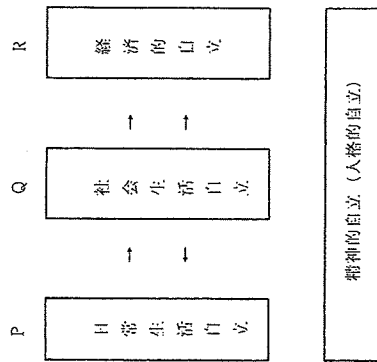 P
日常生活自立
Q
社会生活自立
R
経済的自立
精神的自立(人格的自立)